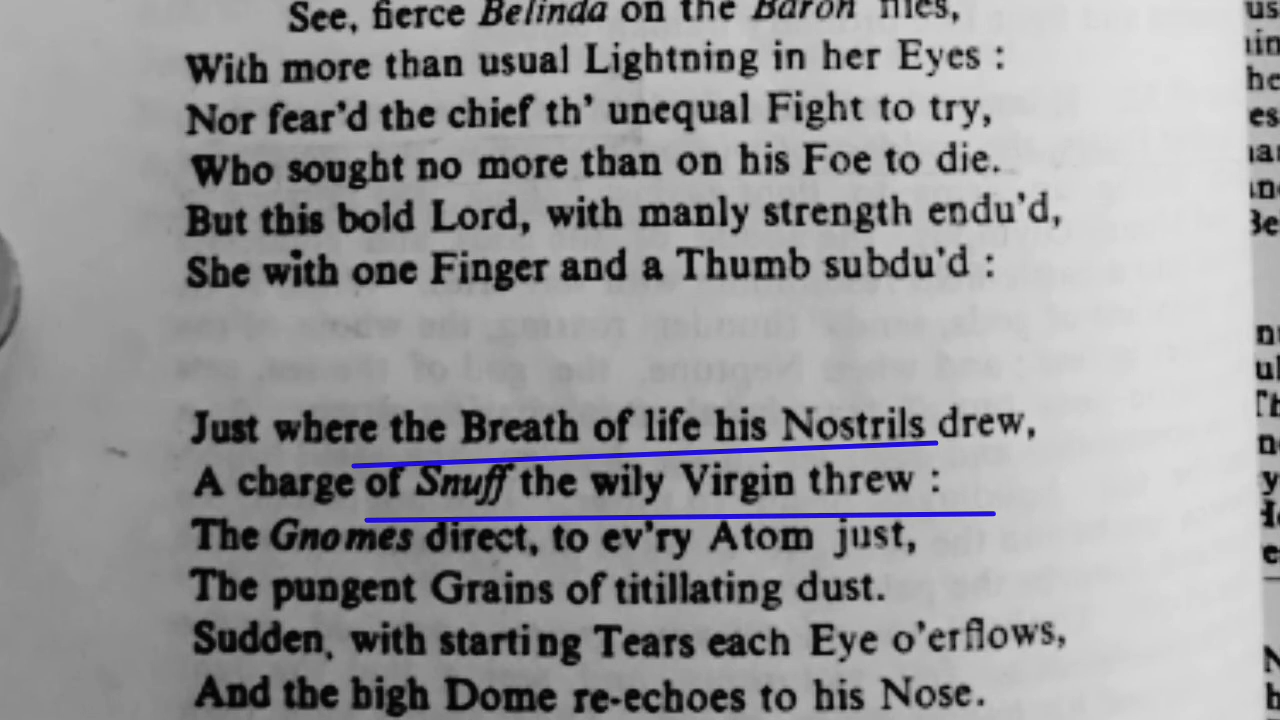 See, fierce Belinda on the Baron flies,
With more than usual Lightning in her Eyes :
Nor fear'd the chief th' unequal Fight to try,
Who sought no more than on his Foe to die.
But this bold Lord, with manly strength endu'd,
She with one Finger and a Thumb subdu'd :
Just where the Breath of life his Nostrils drew,
A charge of Snuff the wily Virgin threw :
The Gnomes direct, to ev'ry Atom just,
The pungent Grains of titillating dust.
Sudden, with starting Tears each Eye o'erflows,
And the high Dome re-echoes to his Nose.